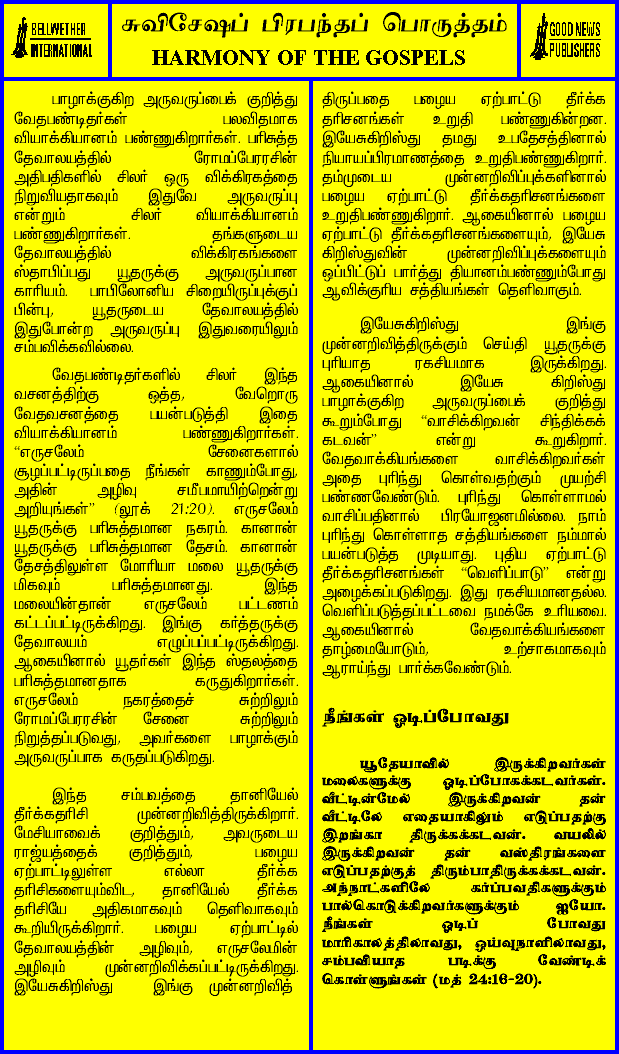 BELLWETHER
INTERNATIONAL
சுவிசேஷப் பிரபந்தப் பொருத்தம்
HARMONY OF THE GOSPELS
GOOD NEWS
PUBLISHERS
பாழாக்குகிற அருவருப்பைக் குறித்து
வேதபண்டிதர்கள் பலவிதமாக
வியாக்கியானம் பண்ணுகிறார்கள். பரிசுத்த
தேவாலயத்தில் ரோமப்பேரரசின்
அதிபதிகளில் சிலர் ஒரு விக்கிரகத்தை
நிறுவியதாகவும் இதுவே அருவருப்பு
என்றும் சிலர் வியாக்கியானம்
பண்ணுகிறார்கள். தங்களுடைய
தேவாலயத்தில் விக்கிரகங்களை
ஸ்தாபிப்பது யூதருக்கு அருவருப்பான
காரியம். பாபிலோனிய சிறையிருப்புக்குப்
பின்பு, யூதருடைய தேவாலயத்தில்
இதுபோன்ற அருவருப்பு இதுவரையிலும்
சம்பவிக்கவில்லை.
வேதபண்டிதர்களில் சிலர் இந்த
வசனத்திற்கு ஒத்த, வேறொரு
வேதவசனத்தை பயன்படுத்தி இதை
வியாக்கியானம் பண்ணுகிறார்கள்.
“எருசலேம் சேனைகளால்
சூழப்பட்டிருப்பதை நீங்கள் காணும்போது,
அதின் அழிவு சமீபமாயிற்றென்று
அறியுங்கள்” (லூக் 21:20). எருசலேம்
யூதருக்கு பரிசுத்தமான நகரம். கானான்
யூதருக்கு பரிசுத்தமான தேசம். கானான்
தேசத்திலுள்ள மோரியா மலை யூதருக்கு
மிகவும் பரிசுத்தமானது. இந்த
மலையின்தான் எருசலேம் பட்டணம்
கட்டப்பட்டிருக்கிறது. இங்கு கர்த்தருக்கு
தேவாலயம் எழுப்பப்பட்டிருக்கிறது.
ஆகையினால் யூதர்கள் இந்த ஸ்தலத்தை
பரிசுத்தமானதாக கருதுகிறார்கள்.
எருசலேம் நகரத்தைச் சுற்றிலும்
ரோமப்பேரரசின் சேனை சுற்றிலும்
நிறுத்தப்படுவது, அவர்களை பாழாக்கும்
அருவருப்பாக கருதப்படுகிறது.
இந்த சம்பவத்தை தானியேல்
தீர்க்கதரிசி முன்னறிவித்திருக்கிறார்.
மேசியாவைக் குறித்தும், அவருடைய
ராஜ்யத்தைக் குறித்தும், பழைய
ஏற்பாட்டிலுள்ள எல்லா தீர்க்க
தரிசிகளையும்விட, தானியேல் தீர்க்க
தரிசியே அதிகமாகவும் தெளிவாகவும்
கூறியிருக்கிறார். பழைய ஏற்பாட்டில்
தேவாலயத்தின் அழிவும், எருசலேமின்
அழிவும் முன்னறிவிக்கப்பட்டிருக்கிறது.
இயேசுகிறிஸ்து இங்கு முன்னறிவித்
திருப்பதை பழைய ஏற்பாட்டு தீர்க்க
தரிசனங்கள் உறுதி பண்ணுகின்றன.
இயேசுகிறிஸ்து தமது உபதேசத்தினால்
நியாயப்பிரமாணத்தை உறுதிபண்ணுகிறார்.
தம்முடைய முன்னறிவிப்புக்களினால்
பழைய ஏற்பாட்டு தீர்க்கதரிசனங்களை
உறுதிபண்ணுகிறார். ஆகையினால் பழைய
ஏற்பாட்டு தீர்க்கதரிசனங்களையும், இயேசு
கிறிஸ்துவின் முன்னறிவிப்புக்களையும்
ஒப்பிட்டுப் பார்த்து தியானம்பண்ணும்போது
ஆவிக்குரிய சத்தியங்கள் தெளிவாகும்.
இயேசுகிறிஸ்து இங்கு
முன்னறிவித்திருக்கும் செய்தி யூதருக்கு
புரியாத ரகசியமாக இருக்கிறது.
ஆகையினால் இயேசு கிறிஸ்து
பாழாக்குகிற அருவருப்பைக் குறித்து
கூறும்போது “வாசிக்கிறவன் சிந்திக்கக்
கடவன்” என்று கூறுகிறார்.
வேதவாக்கியங்களை வாசிக்கிறவர்கள்
அதை புரிந்து கொள்வதற்கும் முயற்சி
பண்ணவேண்டும். புரிந்து கொள்ளாமல்
வாசிப்பதினால் பிரயோஜனமில்லை. நாம்
புரிந்து கொள்ளாத சத்தியங்களை நம்மால்
பயன்படுத்த முடியாது. புதிய ஏற்பாட்டு
தீர்க்கதரிசனங்கள் “வெளிப்பாடு” என்று
அழைக்கப்படுகிறது. இது ரகசியமானதல்ல.
வெளிப்படுத்தப்பட்டவை நமக்கே உரியவை.
ஆகையினால் வேதவாக்கியங்களை
தாழ்மையோடும், உற்சாகமாகவும்
ஆராய்ந்து பார்க்கவேண்டும்.
நீங்கள் ஓடிப்போவது
யூதேயாவில் இருக்கிறவர்கள்
மலைகளுக்கு ஓடிப்போகக்கடவர்கள்.
வீட்டின்மேல் இருக்கிறவன் தன்
வீட்டிலே எதையாகிலும் எடுப்பதற்கு
இறங்கா திருக்கக்கடவன். வயலில்
இருக்கிறவன் தன் வஸ்திரங்களை
எடுப்பதற்குத் திரும்பாதிருக்கக்கடவன்.
அந்நாட்களிலே கர்ப்பவதிகளுக்கும்
பால்கொடுக்கிறவர்களுக்கும் ஐயோ.
நீங்கள் ஓடிப் போவது
மாரிகாலத்திலாவது, ஓய்வுநாளிலாவது,
சம்பவியாத படிக்கு வேண்டிக்
கொள்ளுங்கள் (மத் 24:16-20).